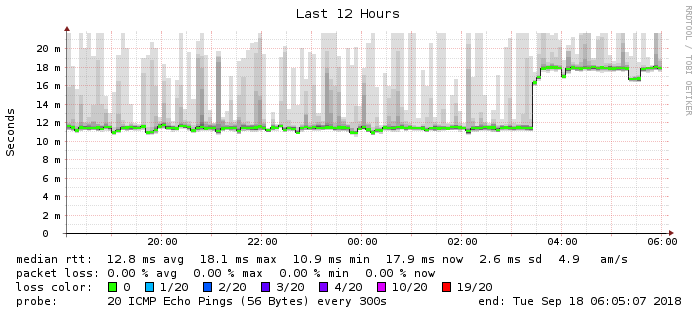 Last 12 Hours
RRDTOOL / TOBI OETIKER
Seconds
20 m
18 m
16 m
14 m
12 m
10 m
8 m
6 m
4 m
2 m
0
20:00 22:00 00:00 02:00 04:00 06:00
median rtt: 12.8 ms avg 18.1 ms max 10.9 ms min 17.9 ms now 2.6 ms sd 4.9 am/s
packet loss: 0.00 % avg 0.00 % max 0.00 % min 0.00 % now
loss color: 0 1/20 2/20 3/20 4/20 10/20 19/20
probe: 20 ICMP Echo Pings (56 Bytes) every 300s end: Tue Sep 18 06:05:07 2018